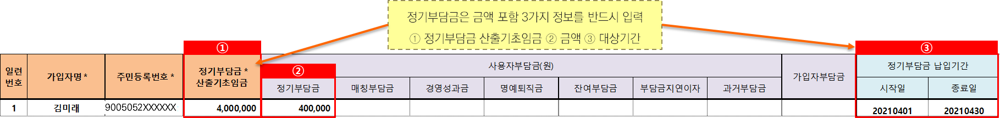 정기부담금은 금액 포함 3가지 정보를 반드시 입력
① 정기부담금 산출기초임금 ② 금액 ③ 대상기간
① ③
일련 번호 가입자명 * 주민등록번호 * 정기부담금 * 산출기초임금 사용자부담금(원) 가입자부담금 정기부담금 납입기간
②
정기부담금 매칭부담금 경영성과금 명예퇴직금 잔여부담금 부담금지연이자 과거부담금 시작일 종료일
1 김미래 9005052XXXXXX 4,000,000 400,000 20210401 20210430